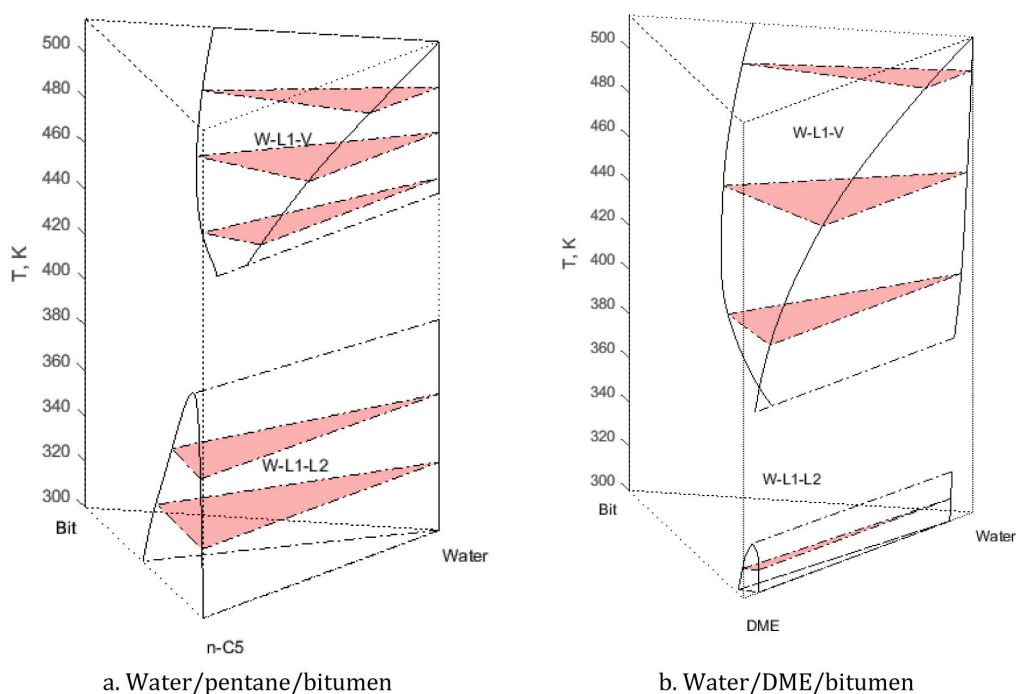 500
480
460
440
420
400
380
360
340
320
300
T, K
W-L1-V
W-L1-L2
Bit
Water
n-C5
a. Water/pentane/bitumen
500
480
460
440
420
400
380
360
340
320
300
T, K
W-L1-V
W-L1-L2
Bit
Water
DME
b. Water/DME/bitumen